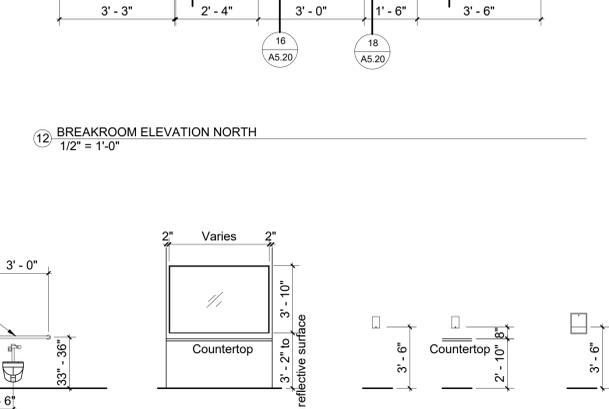 3' - 3"
2' - 4"
3' - 0"
1' - 6"
3' - 6"
16
A5.20
18
A5.20
12
BREAKROOM ELEVATION NORTH
1/2" = 1'-0"
2"
Varies
2"
3' - 0"
3' - 10"
Countertop
3' - 2" to
reflective surface
33" - 36"
6"
3' - 6"
Countertop
8"
2' - 10"
3' - 6"